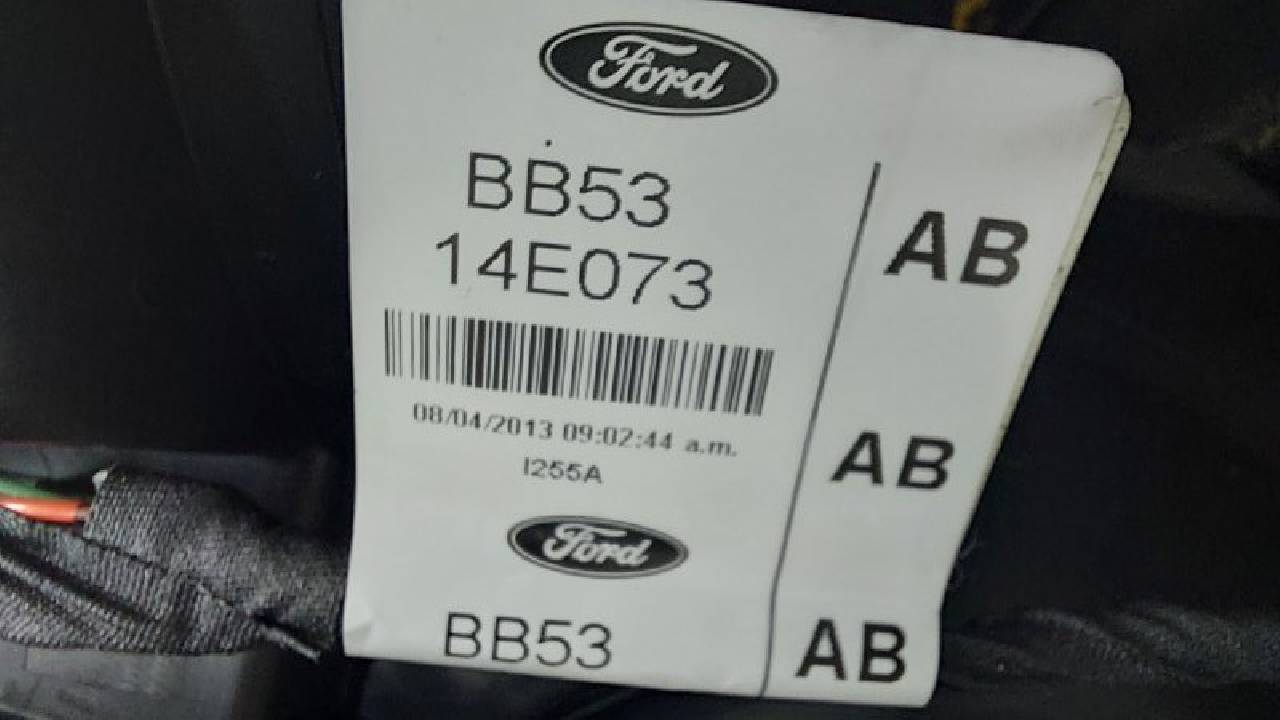 Ford
BB53
14E073
AB
08/04/2013 09:02:44 a.m.
I255A
AB
Ford
BB53
AB